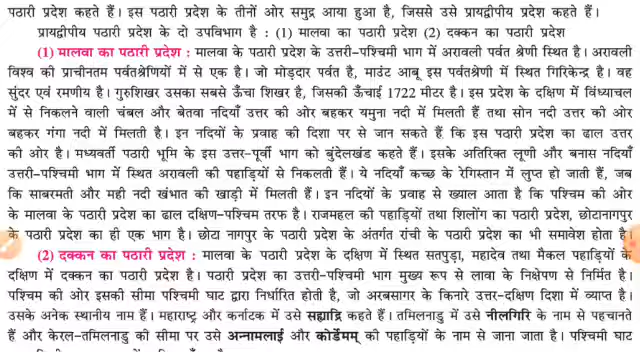 पठारी प्रदेश कहते हैं। इस पठारी प्रदेश के तीनों ओर समुद्र आया हुआ है, जिससे उसे प्रायद्वीपीय प्रदेश कहते हैं।
प्रायद्वीपीय पठारी प्रदेश के दो उपविभाग है : (1) मालवा का पठारी प्रदेश (2) दक्कन का पठारी प्रदेश
(1) मालवा का पठारी प्रदेश : मालवा के पठारी प्रदेश के उत्तरी-पश्चिमी भाग में अरावली पर्वत श्रेणी स्थित है। अरावली
विश्व की प्राचीनतम पर्वतश्रेणियों में से एक है। जो मोड़दार पर्वत है, माउंट आबू इस पर्वतश्रेणी में स्थित गिरिकेन्द्र है। वह
सुंदर एवं रमणीय है। गुरुशिखर उसका सबसे ऊँचा शिखर है, जिसकी ऊँचाई 1722 मीटर है। इस प्रदेश के दक्षिण में विंध्याचल
में से निकलने वाली चंबल और बेतवा नदियाँ उत्तर की ओर बहकर यमुना नदी में मिलती हैं तथा सोन नदी उत्तर की ओर
बहकर गंगा नदी में मिलती है। इन नदियों के प्रवाह की दिशा पर से जान सकते हैं कि इस पठारी प्रदेश का ढाल उत्तर
की ओर है। मध्यवर्ती पठारी भूमि के इस उत्तर-पूर्वी भाग को बुंदेलखंड कहते हैं। इसके अतिरिक्त लूणी और बनास नदियाँ
उत्तरी-पश्चिमी भाग में स्थित अरावली की पहाड़ियों से निकलती हैं। ये नदियाँ कच्छ के रेगिस्तान में लुप्त हो जाती हैं, जब
कि साबरमती और मही नदी खंभात की खाड़ी में मिलती हैं। इन नदियों के प्रवाह से ख्याल आता है कि पश्चिम की ओर
के मालवा के पठारी प्रदेश का ढाल दक्षिण-पश्चिम तरफ है। राजमहल की पहाड़ियों तथा शिलोंग का पठारी प्रदेश, छोटानागपुर
के पठारी प्रदेश का ही एक भाग है। छोटा नागपुर के पठारी प्रदेश के अंतर्गत रांची के पठारी प्रदेश का भी समावेश होता है।
(2) दक्कन का पठारी प्रदेश : मालवा के पठारी प्रदेश के दक्षिण में स्थित सतपुड़ा, महादेव तथा मैकल पहाड़ियों के
दक्षिण में दक्कन का पठारी प्रदेश है। पठारी प्रदेश का उत्तरी-पश्चिमी भाग मुख्य रूप से लावा के निक्षेपण से निर्मित है।
पश्चिम की ओर इसकी सीमा पश्चिमी घाट द्वारा निर्धारित होती है, जो अरबसागर के किनारे उत्तर-दक्षिण दिशा में व्याप्त है।
उसके अनेक स्थानीय नाम हैं। महाराष्ट्र और कर्नाटक में उसे सह्याद्रि कहते हैं। तमिलनाडु में उसे नीलगिरि के नाम से पहचानते
हैं और केरल-तमिलनाडु की सीमा पर उसे अन्नामलाई और कोर्डेमम् की पहाड़ियों के नाम से जाना जाता है। पश्चिमी घाट